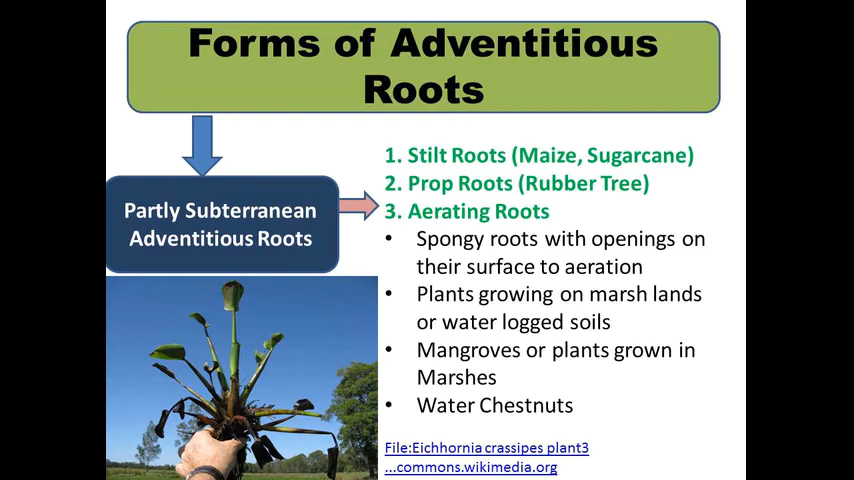 Forms of Adventitious
Roots
Partly Subterranean
Adventitious Roots
1. Stilt Roots (Maize, Sugarcane)
2. Prop Roots (Rubber Tree)
3. Aerating Roots
• Spongy roots with openings on
their surface to aeration
• Plants growing on marsh lands
or water logged soils
• Mangroves or plants grown in
Marshes
• Water Chestnuts
File:Eichhornia crassipes plant3
...commons.wikimedia.org